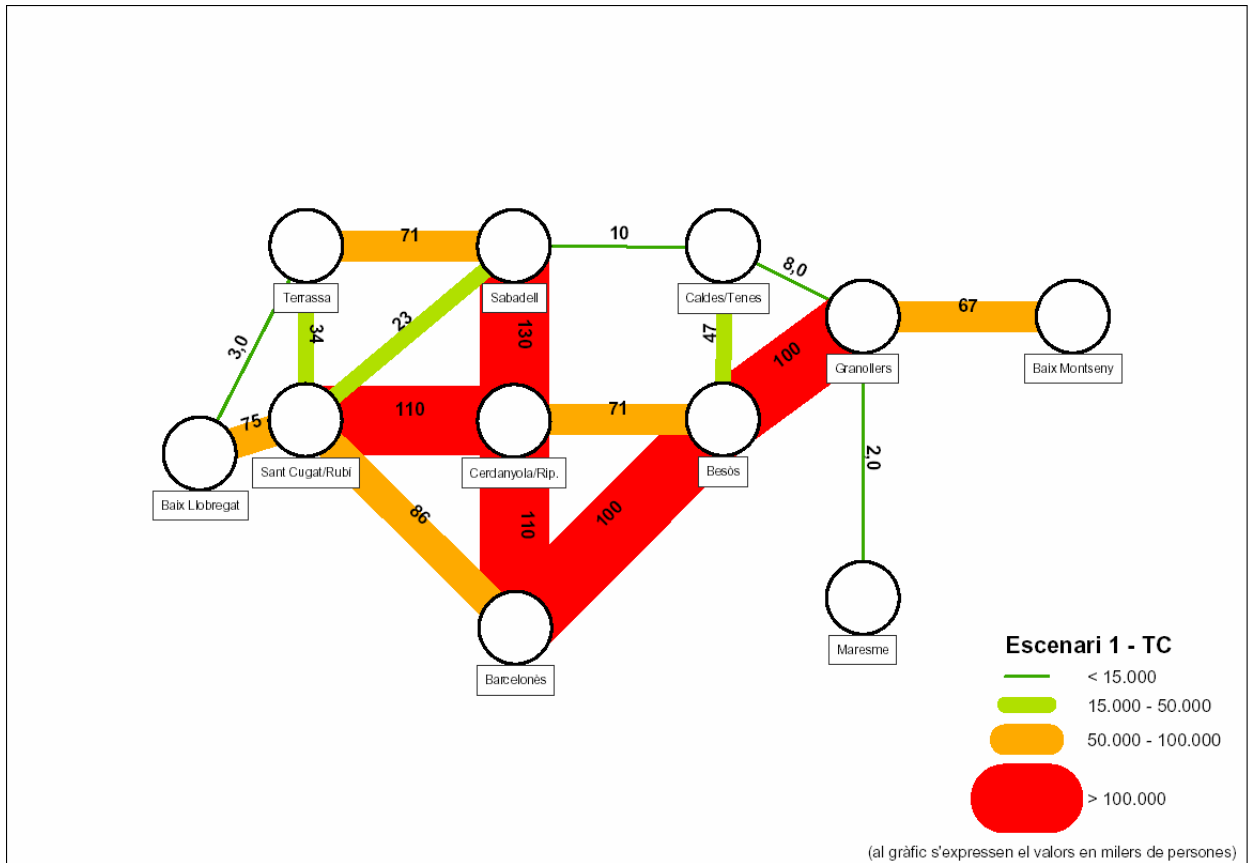 71
10
8,0
Terrassa
Sabadell
Caldes/Tenes
67
34
23
130
47
100
Granollers
Baix Montseny
3,0
75
110
71
2,0
Sant Cugat/Rubí
Cerdanyola/Rip.
Besòs
Baix Llobregat
86
110
100
Barcelonès
Maresme
Escenari 1 - TC
< 15.000
15.000 - 50.000
50.000 - 100.000
> 100.000
(al gràfic s'expressen el valors en milers de persones)